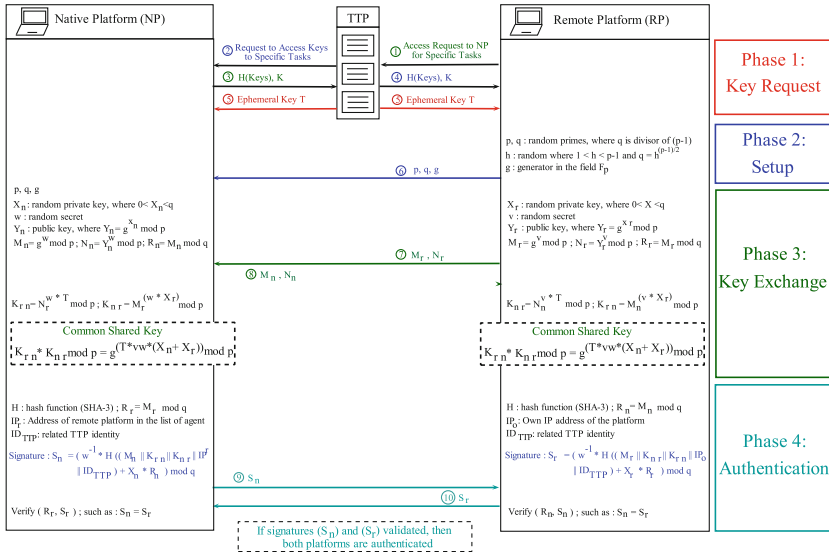 Native Platform (NP)
TTP
Remote Platform (RP)
② Request to Access Keys
to Specific Tasks
① Access Request to NP
for Specific Tasks
③ H(Keys), K
④ H(Keys), K
⑤ Ephemeral Key T
⑤ Ephemeral Key T
Phase 1:
Key Request
p, q : random primes, where q is divisor of (p-1)
h : random where 1 < h < p-1 and q = h^(p-1)/2
g : generator in the field F_p
Phase 2:
Setup
⑥ p, q, g
p, q, g
X_n : random private key, where 0< X_n<q
w : random secret
Y_n : public key, where Y_n= g^x_n mod p
M_n= g^w mod p ; N_n= Y_n^w mod p ; R_n= M_n mod q
X_r : random private key, where 0< X <q
v : random secret
Y_r : public key, where Y_r= g^x_r mod p
M_r= g^v mod p ; N_r= Y_r^v mod p ; R_r= M_r mod q
⑦ M_r , N_r
⑧ M_n , N_n
Phase 3:
Key Exchange
K_r n= N_r^w * T mod p ; K_n r= M_r^(w * X_r) mod p
K_n r= N_n^v * T mod p ; K_r n= M_n^(v * X_r) mod p
Common Shared Key
K_r n* K_n r mod p = g^(T*vw*(X_n+ X_r)) mod p
Common Shared Key
K_r n* K_n r mod p = g^(T*vw*(X_n+ X_r)) mod p
H : hash function (SHA-3) ; R_r= M_r mod q
IP_r: Address of remote platform in the list of agent
ID_TTP: related TTP identity
Signature : S_n = ( w^-1 * H (( M_n || K_r n || K_n r || IP^r
|| ID_TTP ) + X_n * R_n ) mod q
H : hash function (SHA-3) ; R_n= M_n mod q
IP_o: Own IP address of the platform
ID_TTP: related TTP identity
Signature : S_r = ( w^-1 * H (( M_r || K_n r || K_r n || IP_o
|| ID_TTP ) + X_r * R_r ) mod q
Phase 4:
Authentication
⑨ S_n
⑩ S_r
Verify ( R_r, S_r ) ; such as : S_n = S_r
Verify ( R_n, S_n ) ; such as : S_n = S_r
If signatures (S_n) and (S_r) validated, then
both platforms are authenticated